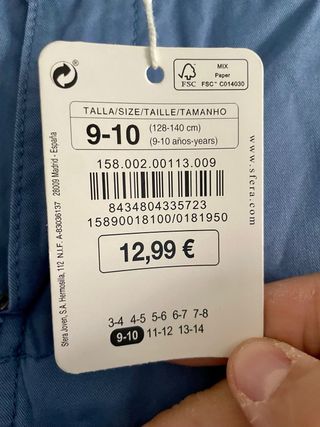 MIX
Paper
FSC
FSC™ C014030
TALLA/SIZE/TAILLE/TAMANHO
9-10
(128-140 cm)
(9-10 años-years)
158.002.00113.009
8434804335723
15890018100/0181950
12,99 €
3-4 4-5 5-6 6-7 7-8
9-10 11-12 13-14
Sfera Joven, S.A. Hermosilla, 112 N.I.F. A-83036137 28009 Madrid - España
www.sfera.com